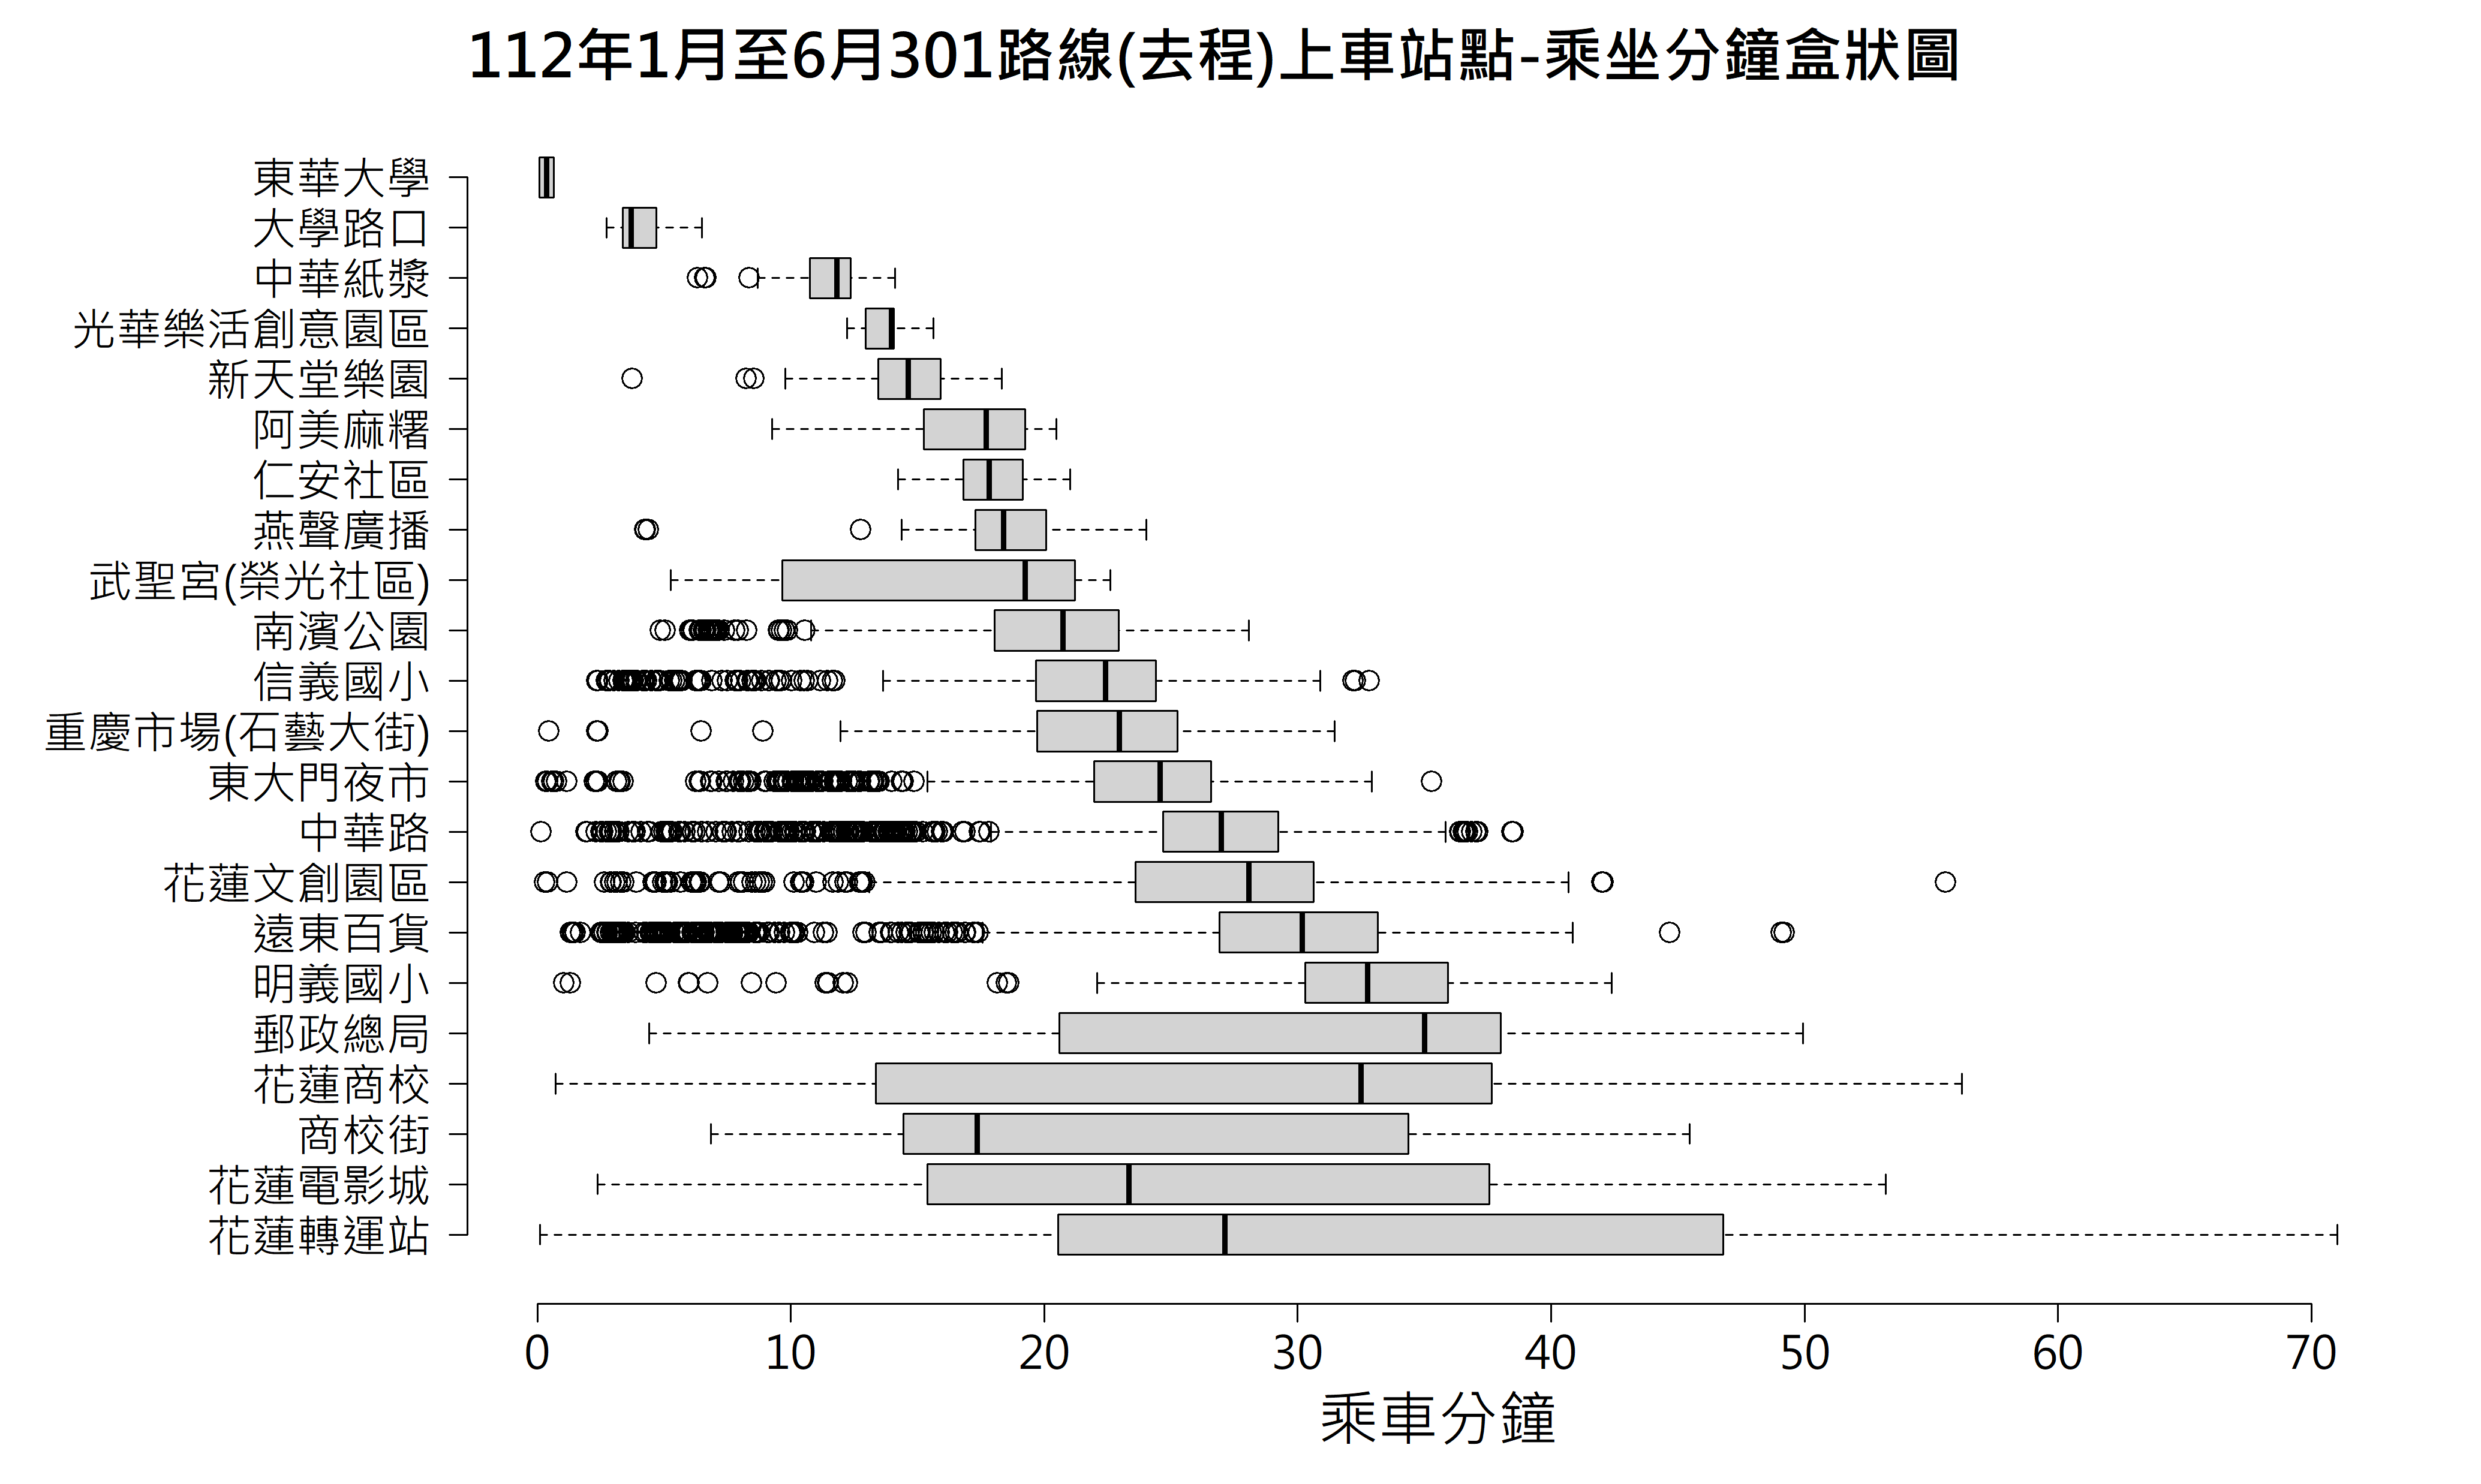 112年1月至6月301路線(去程)上車站點-乘坐分鐘盒狀圖
東華大學
大學路口
中華紙漿
光華樂活創意園區
新天堂樂園
阿美麻糬
仁安社區
燕聲廣播
武聖宮(榮光社區)
南濱公園
信義國小
重慶市場(石藝大街)
東大門夜市
中華路
花蓮文創園區
遠東百貨
明義國小
郵政總局
花蓮商校
商校街
花蓮電影城
花蓮轉運站
0 10 20 30 40 50 60 70
乘車分鐘